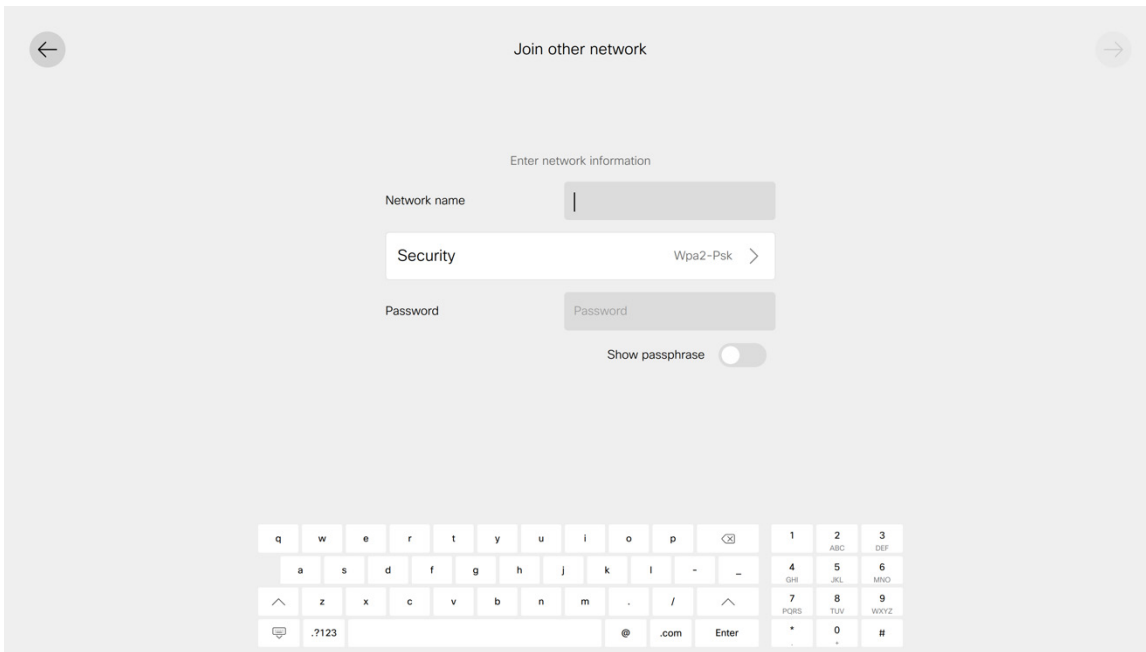 Join other network
Enter network information
Network name
Security Wpa2-Psk
Password Password
Show passphrase
q w e r t y u i o p 1 2 ABC 3 DEF
a s d f g h j k l - _ 4 GHI 5 JKL 6 MNO
z x c v b n m . / 7 PQRS 8 TUV 9 WXYZ
.?123 @ .com Enter * . 0 + #